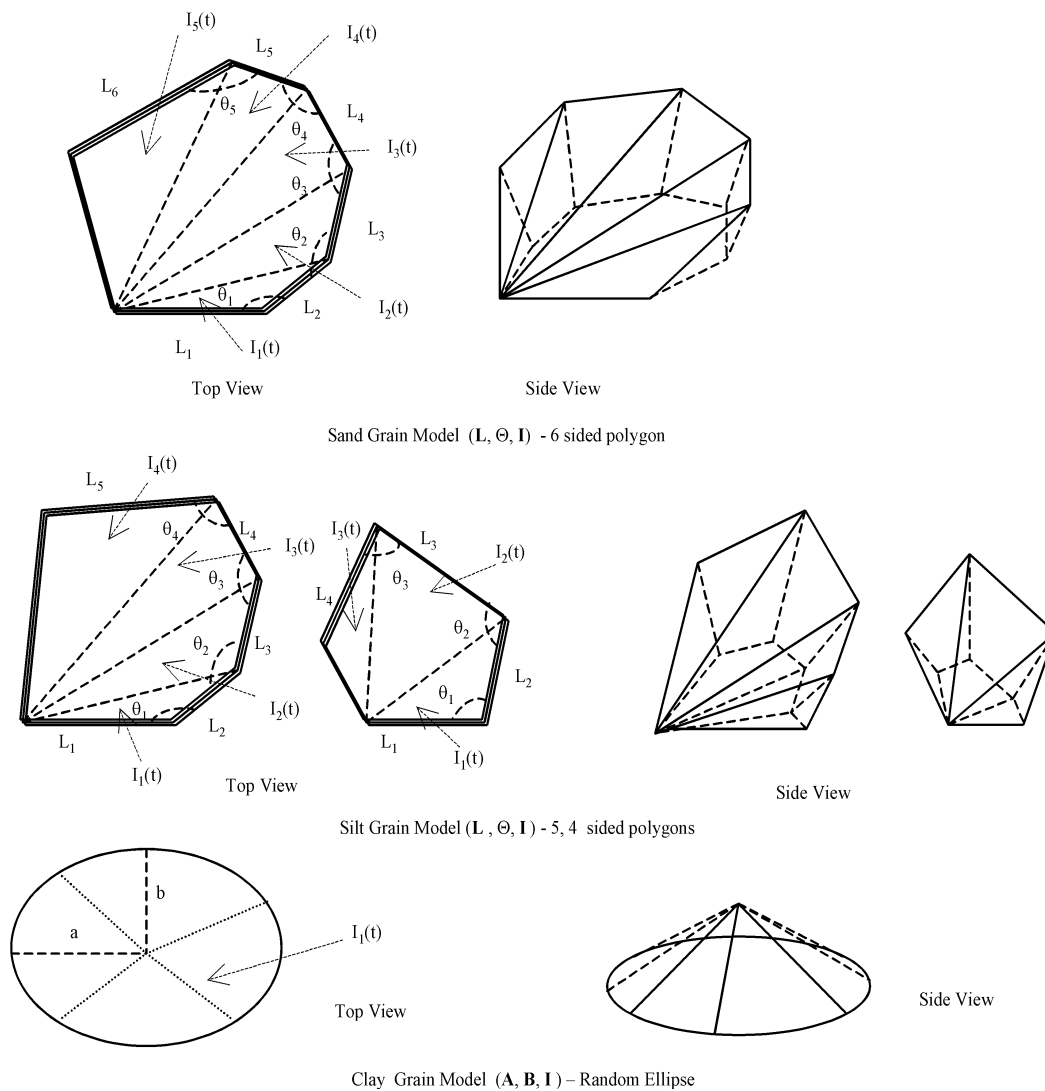 I5(t)
I4(t)
L5
L6
θ5
L4
θ4
I3(t)
θ3
θ2
L3
θ1
L2
I2(t)
L1
I1(t)
Top View
Side View
Sand Grain Model (L, Θ, I) - 6 sided polygon
I4(t)
L5
θ4
L4
I3(t)
θ3
θ2
L3
θ1
L2
I2(t)
L1
I1(t)
I3(t)
L3
I2(t)
θ3
L4
θ2
L2
θ1
L1
I1(t)
Top View
Side View
Silt Grain Model (L , Θ, I ) - 5, 4 sided polygons
b
a
I1(t)
Top View
Side View
Clay Grain Model (A, B, I ) – Random Ellipse